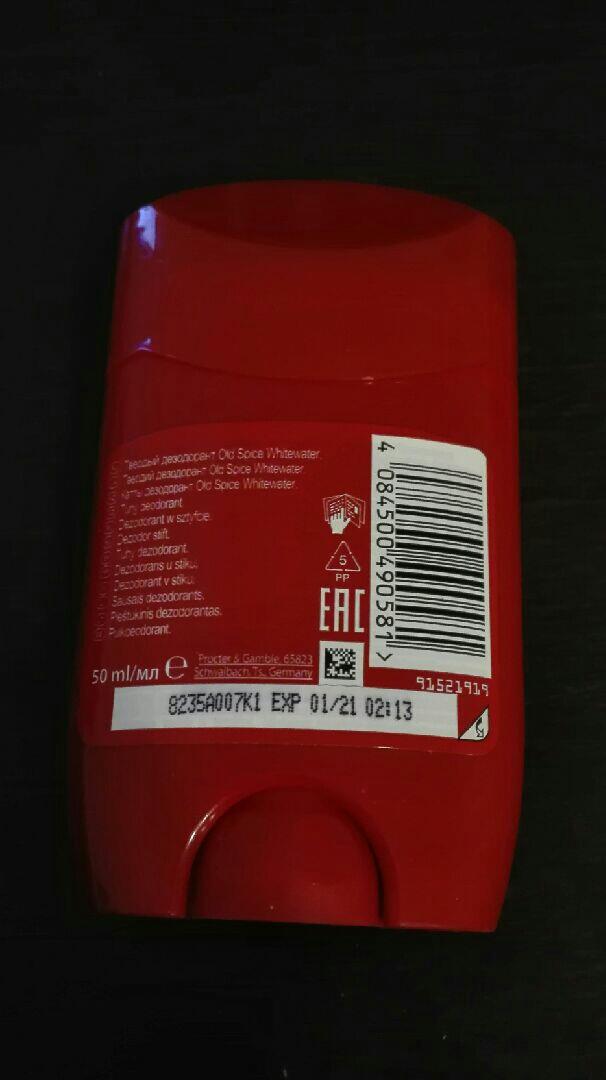 Твердый дезодорант Old Spice Whitewater.
Твердий дезодорант Old Spice Whitewater.
Қатты дезодорант Old Spice Whitewater.
Tuhý deodorant.
Dezodorant w sztyfcie.
Dezodor stift.
Tuhý dezodorant.
Dezodorans u stiku.
Dezodorant v stiku.
Sausais dezodorants.
Pieštukinis dezodorantas.
Pulkdeodorant.
5
PP
EAC
4 084500 490581 >
50 ml/мл e
Procter & Gamble, 65823
Schwalbach.Ts., Germany
91521919
8235A007K1 EXP 01/21 02:13